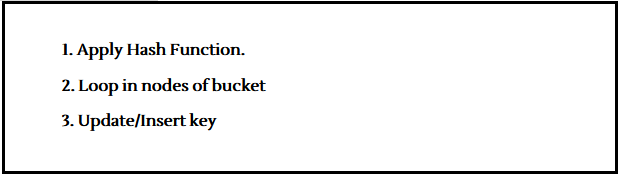 1. Apply Hash Function.
2. Loop in nodes of bucket
3. Update/Insert key